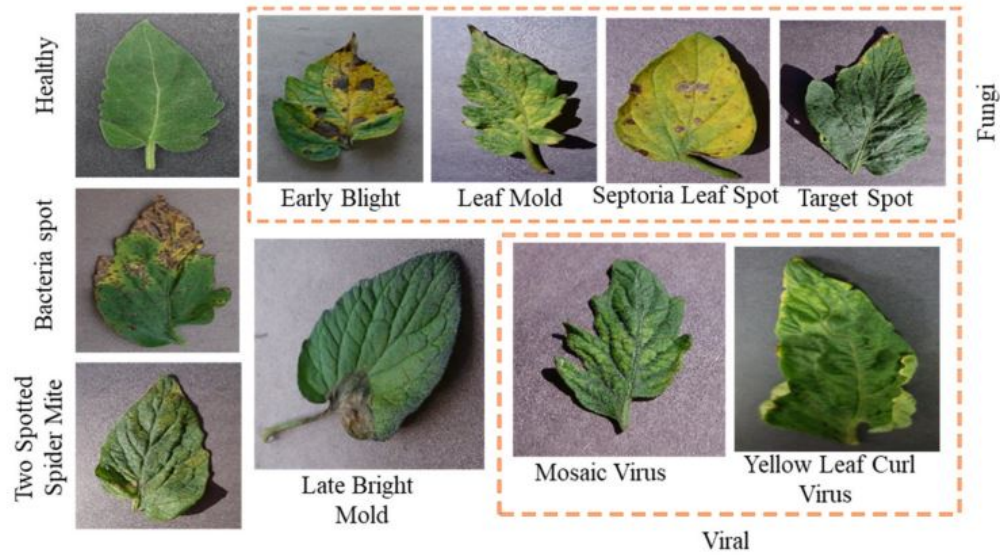 Healthy
Early Blight
Leaf Mold
Septoria Leaf Spot
Target Spot
Fungi
Bacteria spot
Two Spotted
Spider Mite
Late Bright
Mold
Mosaic Virus
Yellow Leaf Curl
Virus
Viral